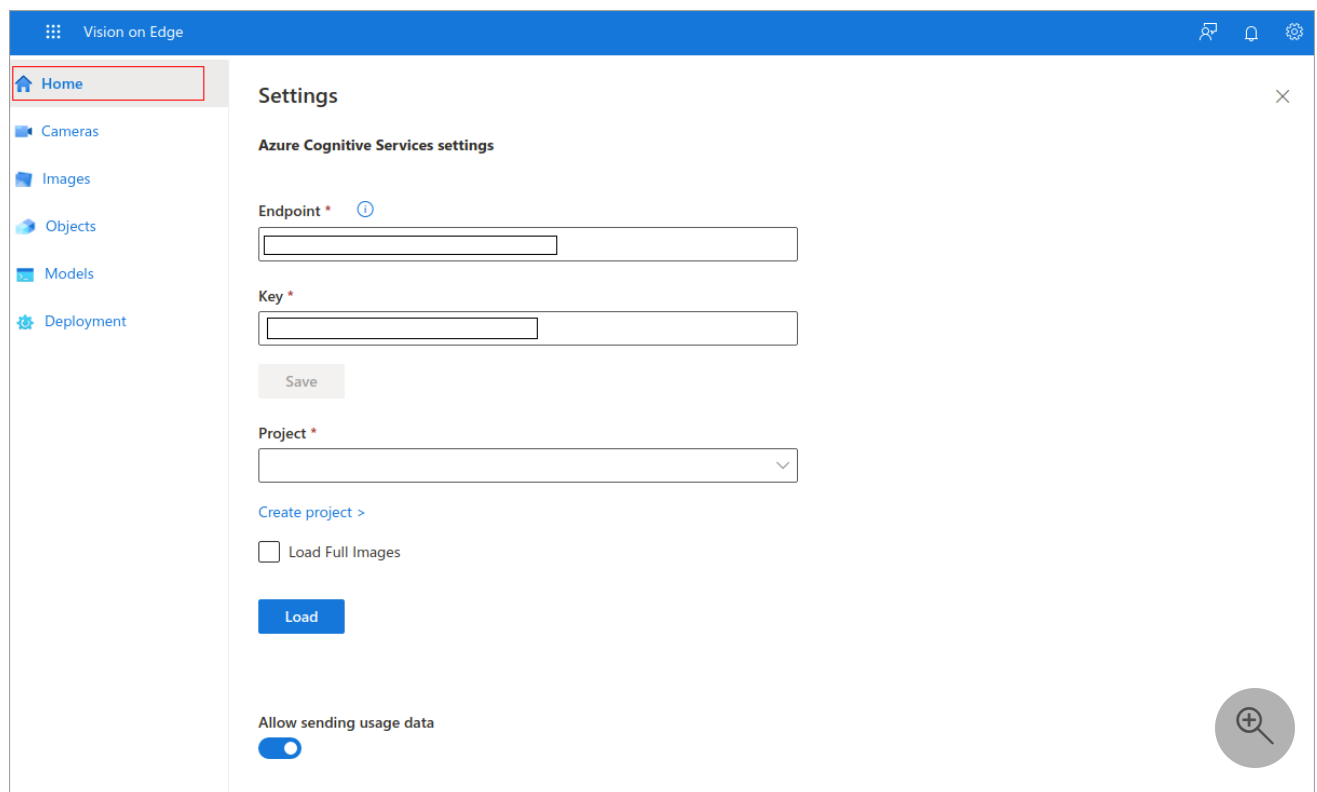 Vision on Edge
Home
Cameras
Images
Objects
Models
Deployment
Settings
Azure Cognitive Services settings
Endpoint *
Key *
Save
Project *
Create project >
Load Full Images
Load
Allow sending usage data